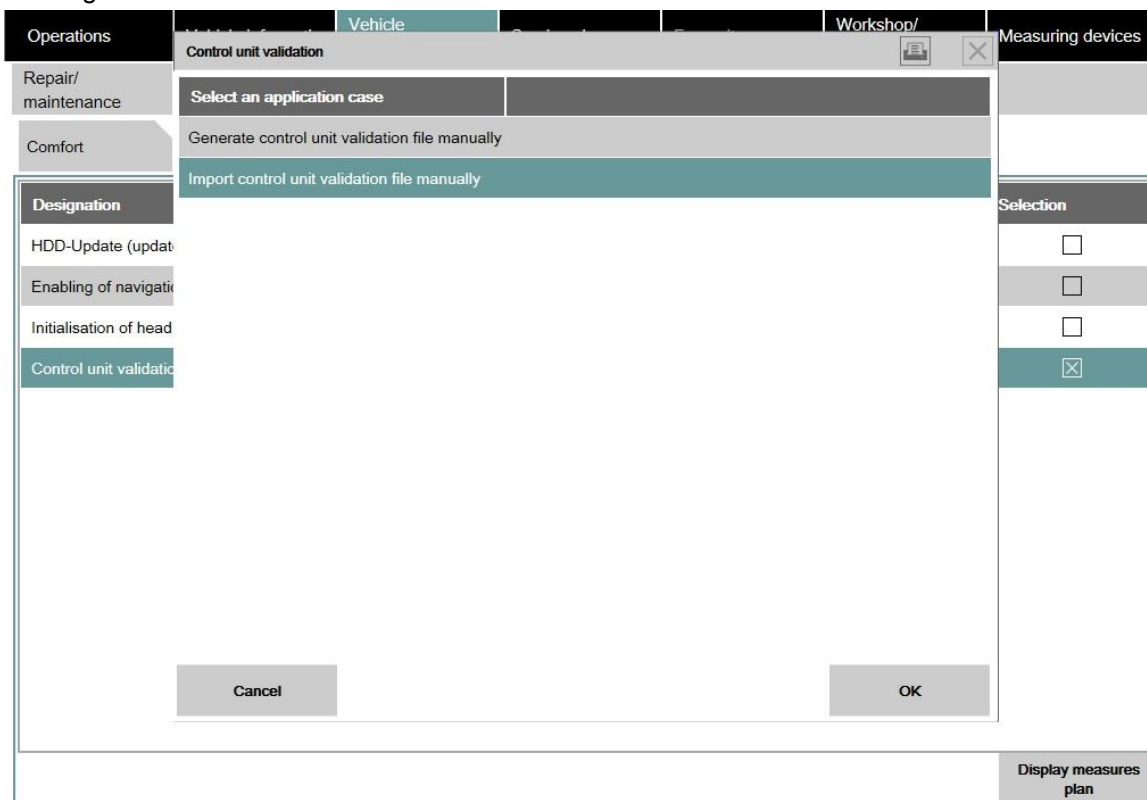 Operations
Vehicle
Workshop/
Measuring devices
Control unit validation
Repair/
maintenance
Select an application case
Comfort
Generate control unit validation file manually
Import control unit validation file manually
Designation
Selection
HDD-Update (updat
Enabling of navigati
Initialisation of head
Control unit validatio
Cancel
OK
Display measures
plan